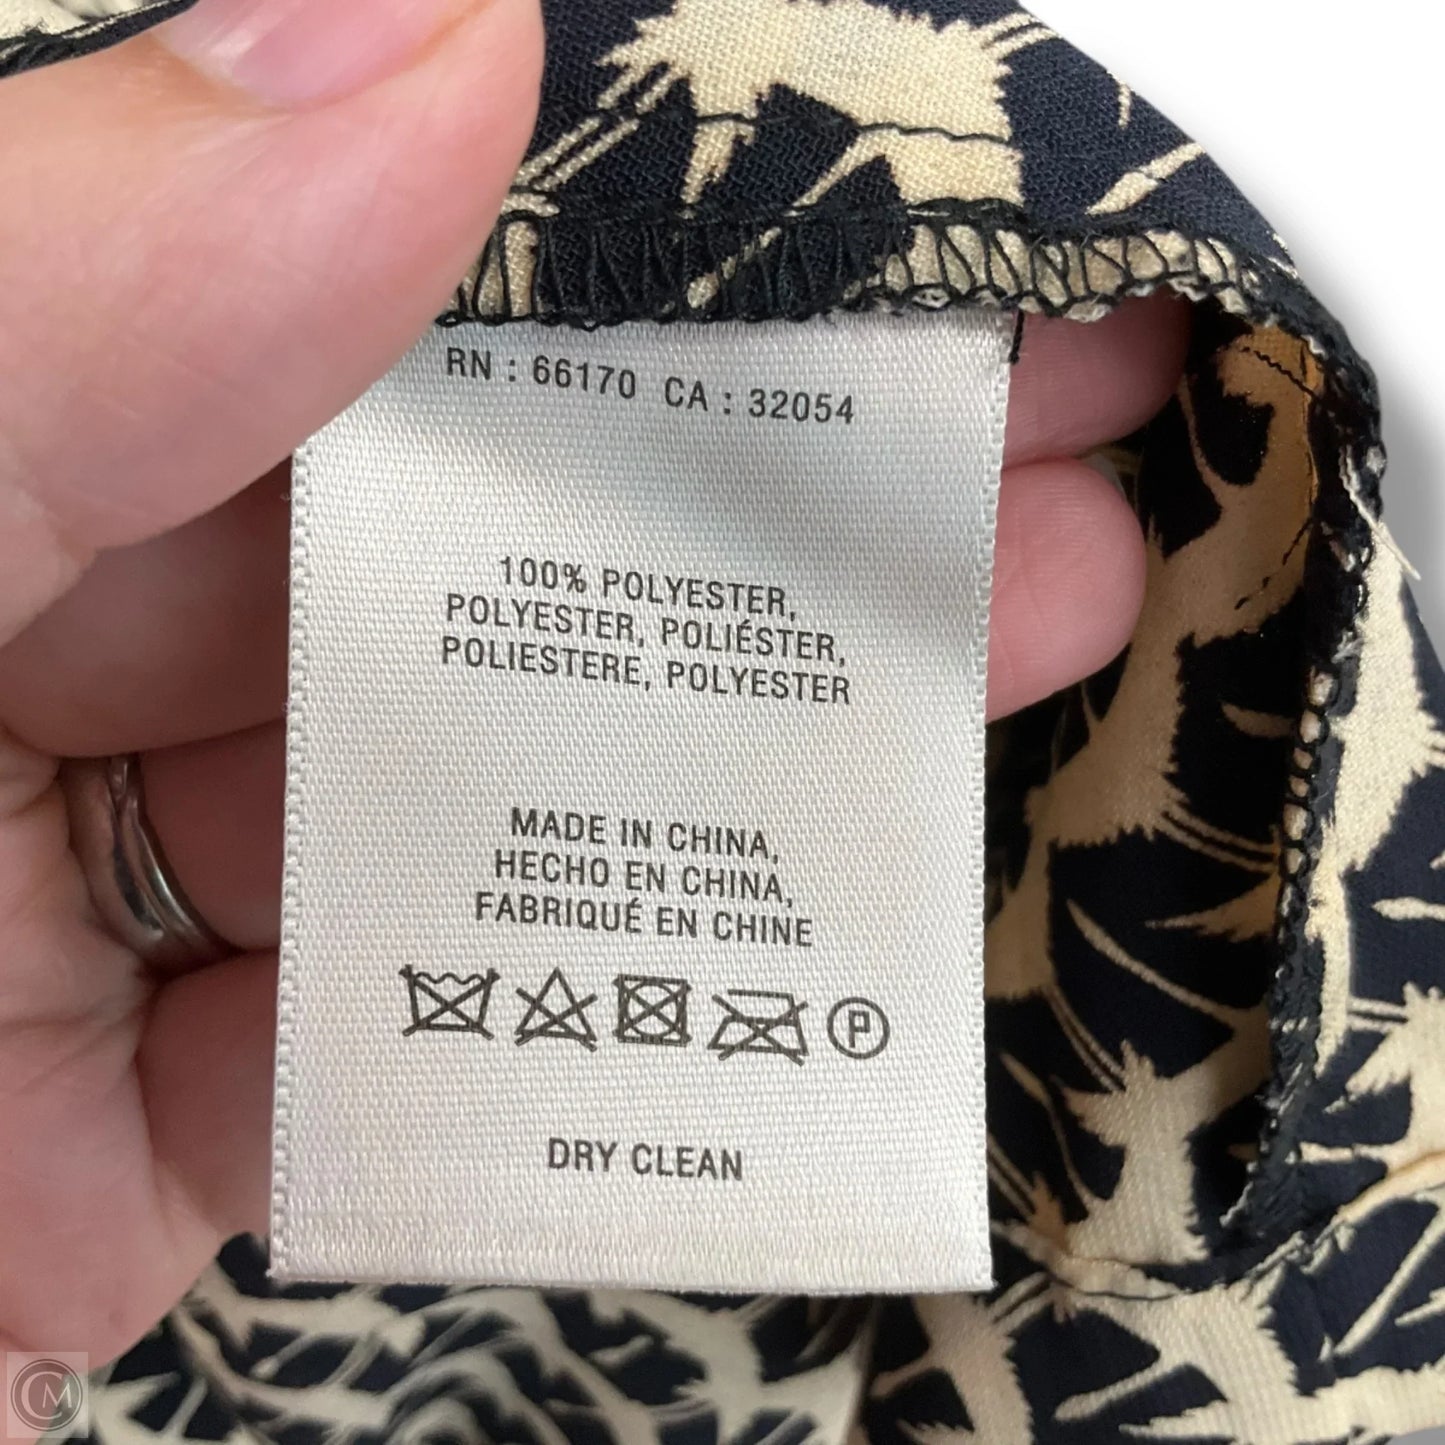 RN : 66170 CA : 32054
100% POLYESTER,
POLYESTER, POLIÉSTER,
POLIESTERE, POLYESTER
MADE IN CHINA,
HECHO EN CHINA,
FABRIQUÉ EN CHINE
P
DRY CLEAN
CM